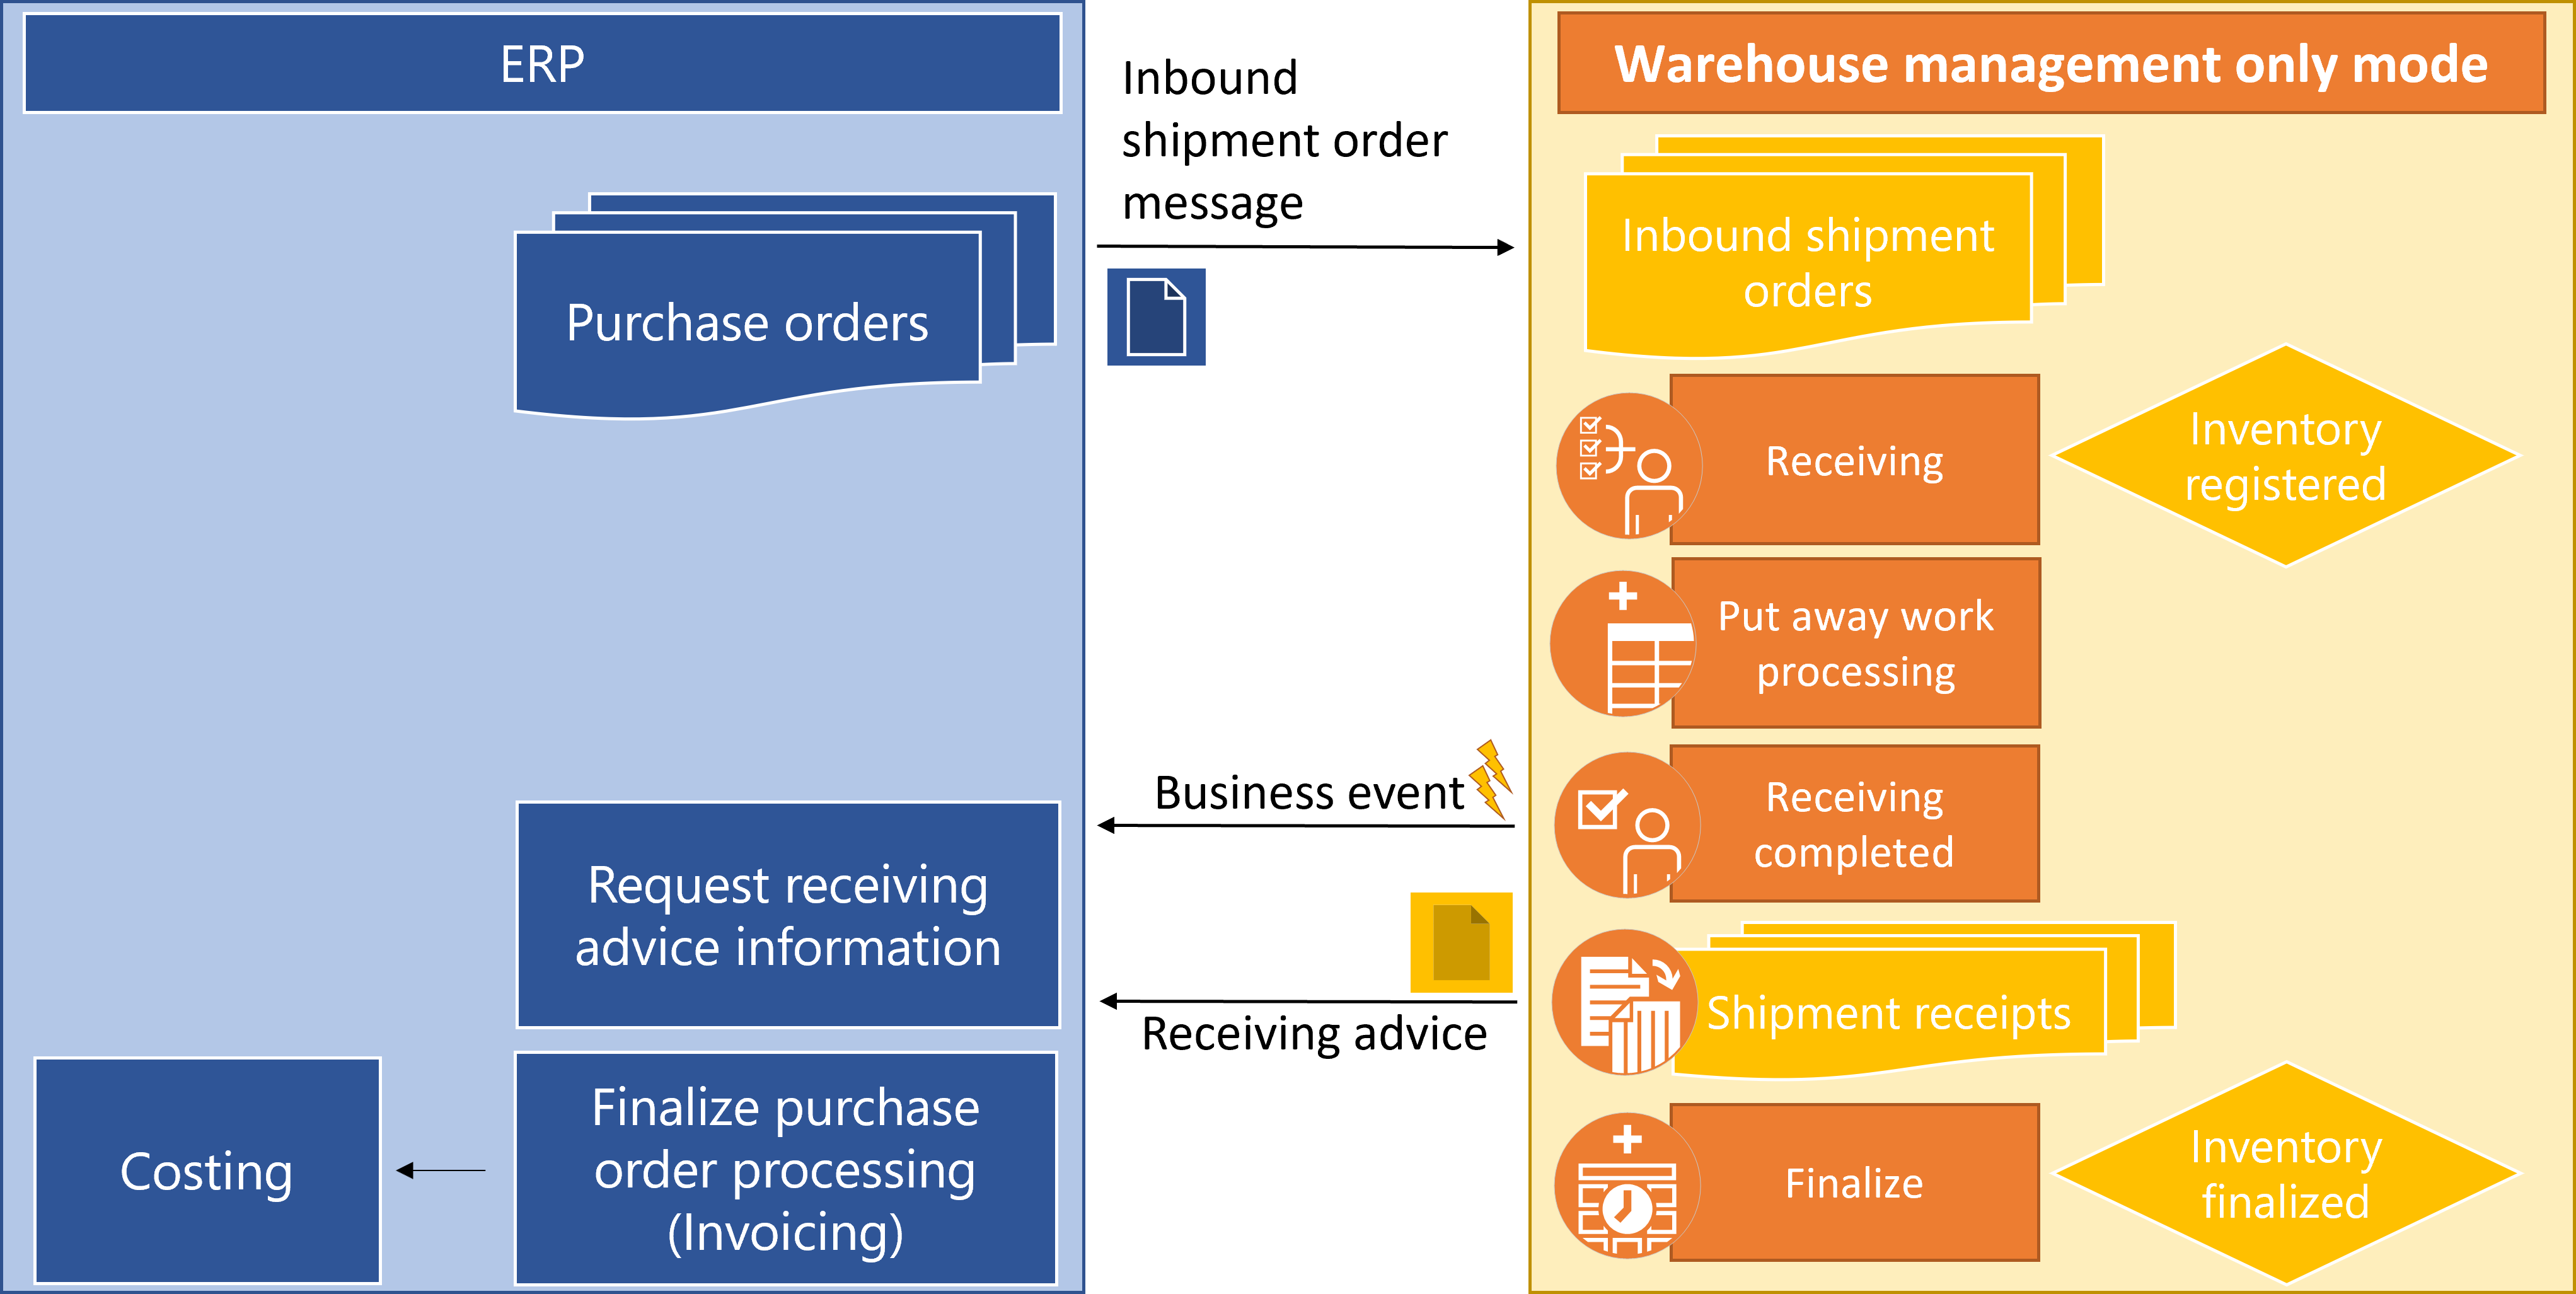 ERP
Purchase orders
Request receiving
advice information
Finalize purchase
order processing
(Invoicing)
Costing
Inbound
shipment order
message
Business event
Receiving advice
Warehouse management only mode
Inbound shipment
orders
Receiving
Inventory
registered
Put away work
processing
Receiving
completed
Shipment receipts
Finalize
Inventory
finalized